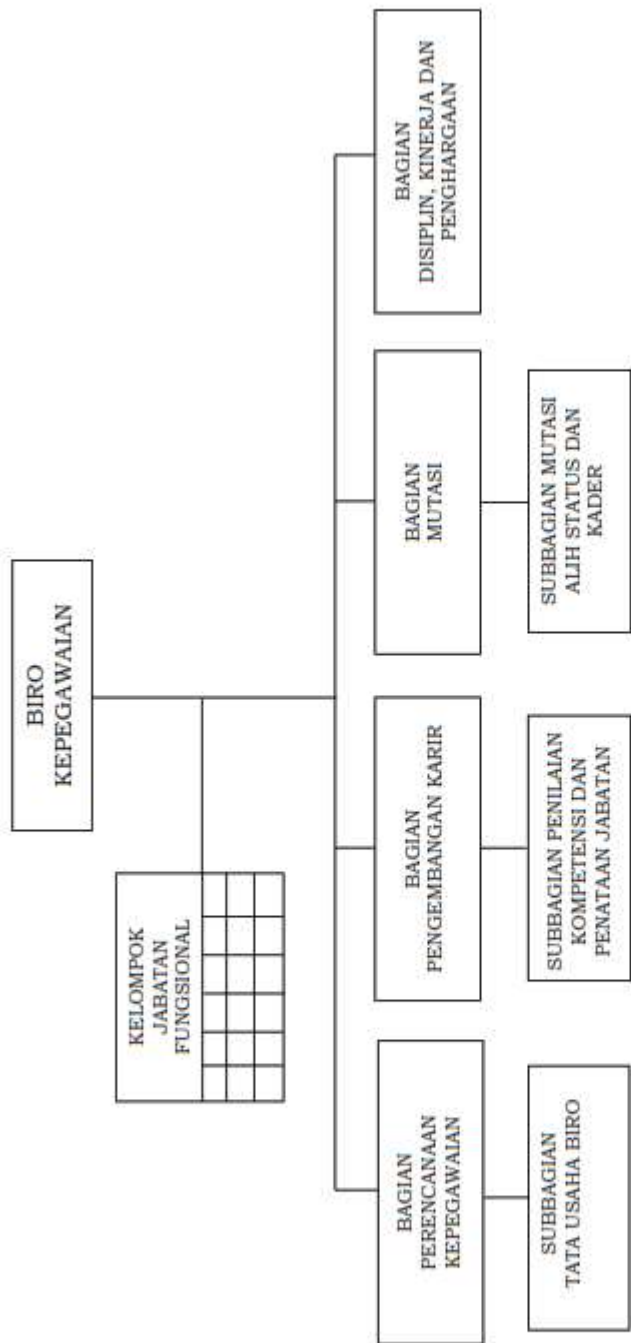 BIRO
KEPEGAWAIAN
KELOMPOK
JABATAN
FUNGSIONAL
BAGIAN
PERENCANAAN
KEPEGAWAIAN
BAGIAN
PENGEMBANGAN KARIR
BAGIAN
MUTASI
BAGIAN
DISIPLIN, KINERJA DAN
PENGHARGAAN
SUBBAGIAN
TATA USAHA BIRO
SUBBAGIAN PENILAIAN
KOMPETENSI DAN
PENATAAN JABATAN
SUBBAGIAN MUTASI
ALIH STATUS DAN
KADER